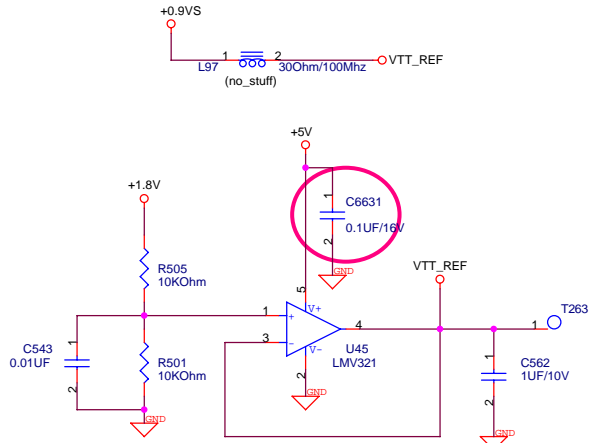 +0.9VS
1 2
L97 30Ohm/100Mhz
VTT_REF
(no_stuff)
+5V
+1.8V
1
C6631
0.1UF/16V
2
GND
VTT_REF
R505
10KOhm
5
V+
1 +
3 -
4
V-
2
U45
LMV321
GND
1 T263
C543
0.01UF
1
2
R501
10KOhm
GND
1
C562
1UF/10V
2
GND